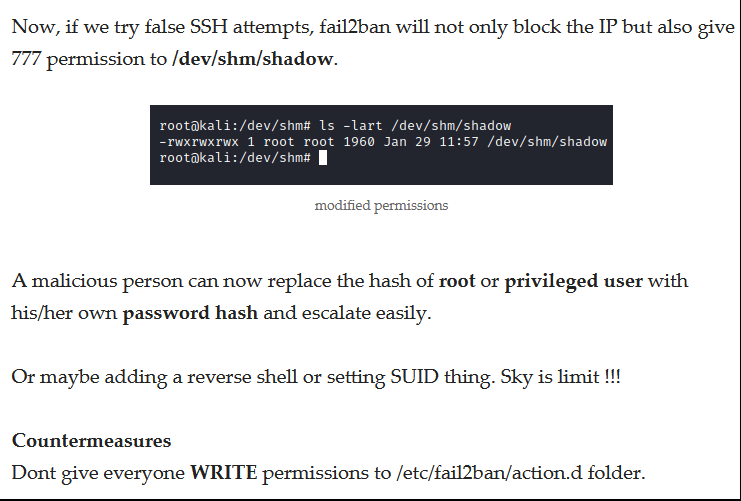 Now, if we try false SSH attempts, fail2ban will not only block the IP but also give
777 permission to /dev/shm/shadow.
root@kali:/dev/shm# ls -lart /dev/shm/shadow
-rwxrwxrwx 1 root root 1960 Jan 29 11:57 /dev/shm/shadow
root@kali:/dev/shm#
modified permissions
A malicious person can now replace the hash of root or privileged user with
his/her own password hash and escalate easily.
Or maybe adding a reverse shell or setting SUID thing. Sky is limit !!!
Countermeasures
Dont give everyone WRITE permissions to /etc/fail2ban/action.d folder.